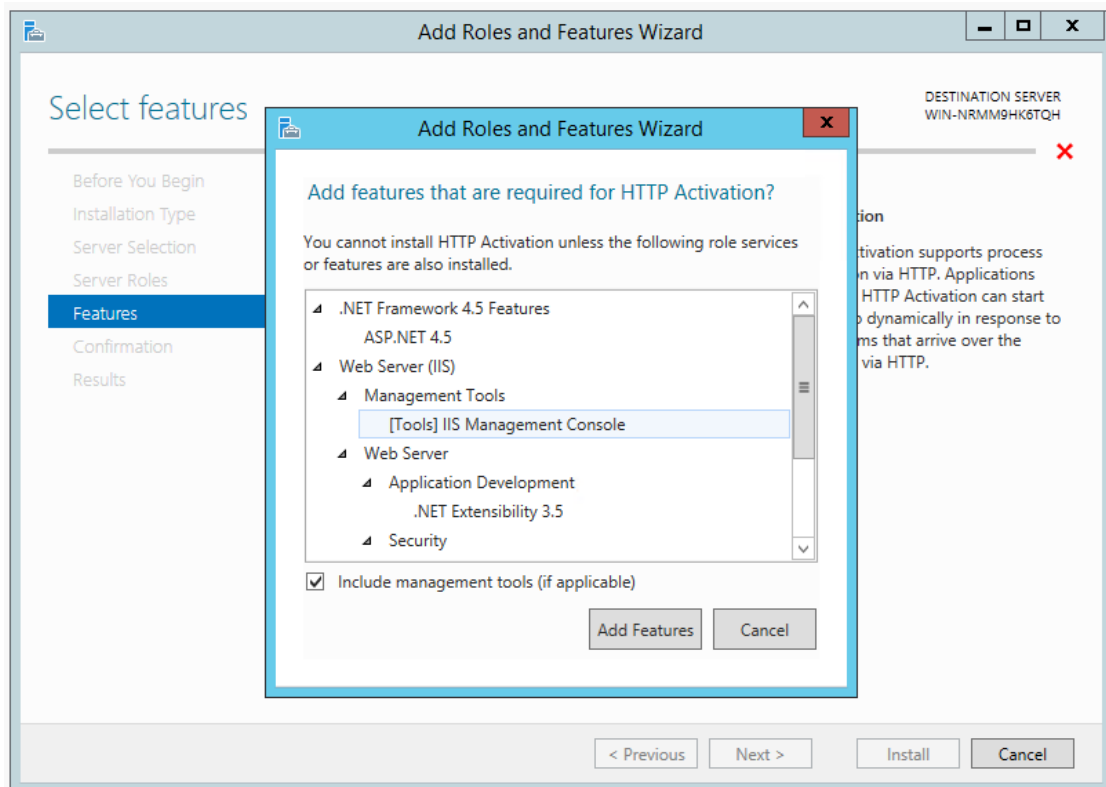 Add Roles and Features Wizard
Select features
DESTINATION SERVER
WIN-NRMM9HK6TQH
Before You Begin
Installation Type
Server Selection
Server Roles
Features
Confirmation
Results
Add Roles and Features Wizard
Add features that are required for HTTP Activation?
You cannot install HTTP Activation unless the following role services
or features are also installed.
.NET Framework 4.5 Features
ASP.NET 4.5
Web Server (IIS)
Management Tools
[Tools] IIS Management Console
Web Server
Application Development
.NET Extensibility 3.5
Security
Include management tools (if applicable)
Add Features
Cancel
supports process
via HTTP. Applications
HTTP Activation can start
dynamically in response to
that arrive over the
via HTTP.
< Previous
Next >
Install
Cancel